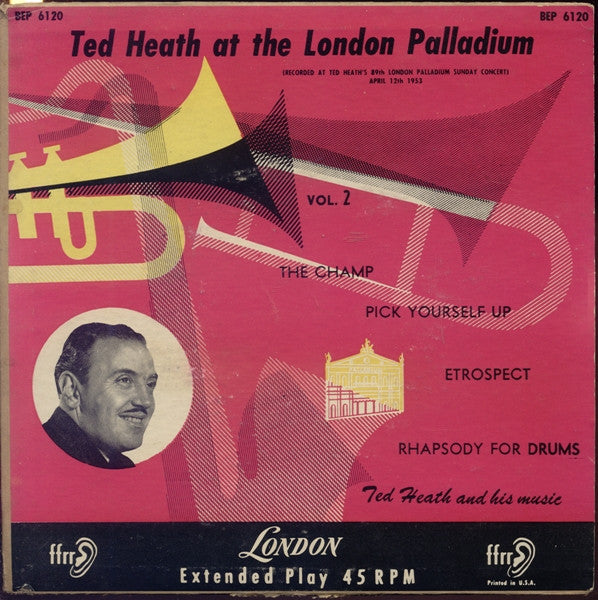 BEP 6120
BEP 6120
Ted Heath at the London Palladium
(RECORDED AT TED HEATH'S 89th LONDON PALLADIUM SUNDAY CONCERT)
APRIL 12th 1953
VOL. 2
THE CHAMP
PICK YOURSELF UP
PALLADIUM
ETROSPECT
RHAPSODY FOR DRUMS
Ted Heath and his music
ffrr
LONDON
ffrr
Extended Play 45 RPM
Printed in U.S.A.